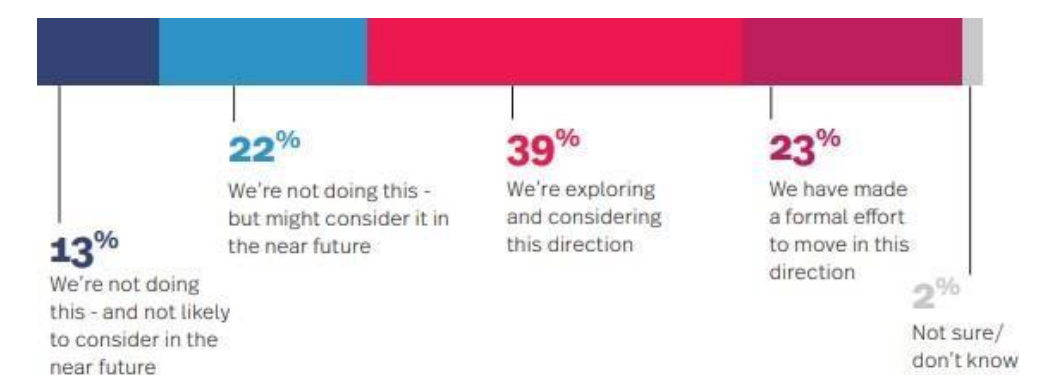 13%
We're not doing
this - and not likely
to consider in the
near future
22%
We're not doing this -
but might consider it in
the near future
39%
We're exploring
and considering
this direction
23%
We have made
a formal effort
to move in this
direction
2%
Not sure/
don't know